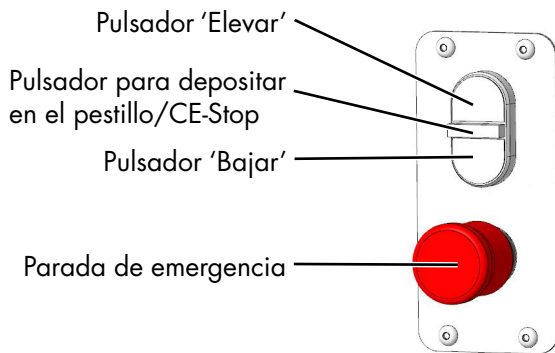 Pulsador ‘Elevar’
Pulsador para depositar
en el pestillo/CE-Stop
Pulsador ‘Bajar’
Parada de emergencia